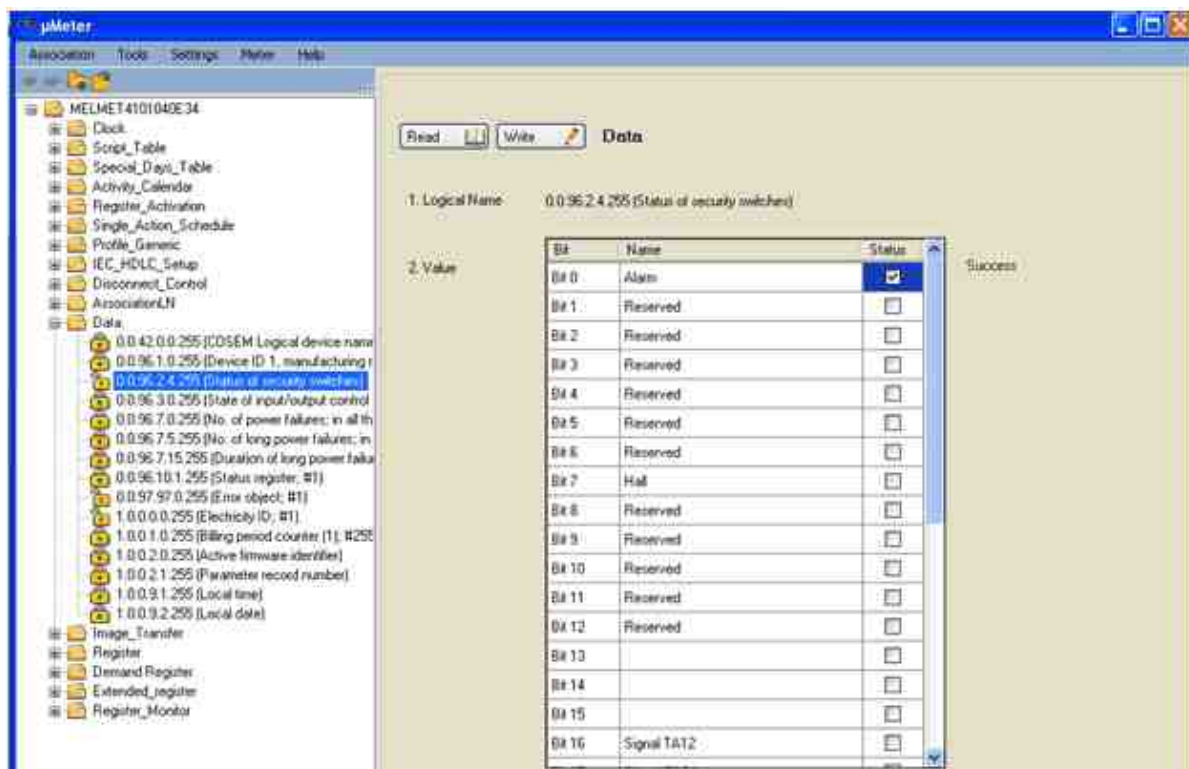 µMeter
Association Tools Settings Meter Help
MELMET4101040E34
Clock
Script_Table
Special_Days_Table
Activity_Calendar
Register_Activation
Single_Action_Schedule
Profile_Generic
IEC_HDLC_Setup
Disconnect_Control
AssociationLN
Data
0.0.42.0.0.255 (COSEM Logical device name
0.0.96.1.0.255 (Device ID 1, manufacturing r
0.0.96.2.4.255 (Status of security switches)
0.0.96.3.0.255 (State of input/output control
0.0.96.7.0.255 (No. of power failures; in all th
0.0.96.7.5.255 (No. of long power failures; in
0.0.96.7.15.255 (Duration of long power failu
0.0.96.10.1.255 (Status register; #1)
0.0.97.97.0.255 (Error object; #1)
1.0.0.0.0.255 (Electricity ID; #1)
1.0.0.1.0.255 (Billing period counter (1); #255
1.0.0.2.0.255 (Active firmware identifier)
1.0.0.2.1.255 (Parameter record number)
1.0.0.9.1.255 (Local time)
1.0.0.9.2.255 (Local date)
Image_Transfer
Register
Demand Register
Extended_register
Register_Monitor
Read Write Data
1. Logical Name 0.0.96.2.4.255 (Status of security switches)
2. Value
Success
Bit Name Status
Bit 0 Alarm
Bit 1 Reserved
Bit 2 Reserved
Bit 3 Reserved
Bit 4 Reserved
Bit 5 Reserved
Bit 6 Reserved
Bit 7 Hall
Bit 8 Reserved
Bit 9 Reserved
Bit 10 Reserved
Bit 11 Reserved
Bit 12 Reserved
Bit 13
Bit 14
Bit 15
Bit 16 Signal TA12